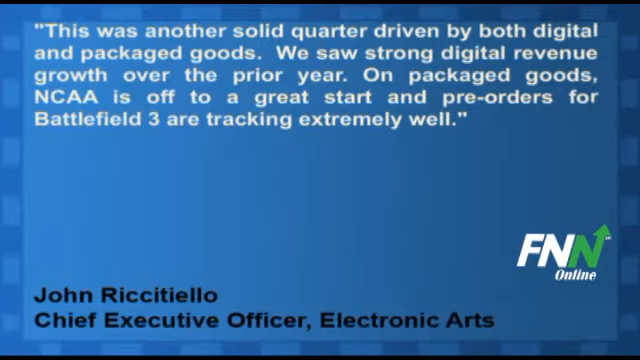 "This was another solid quarter driven by both digital
and packaged goods. We saw strong digital revenue
growth over the prior year. On packaged goods,
NCAA is off to a great start and pre-orders for
Battlefield 3 are tracking extremely well."
FNN
Online
John Riccitiello
Chief Executive Officer, Electronic Arts